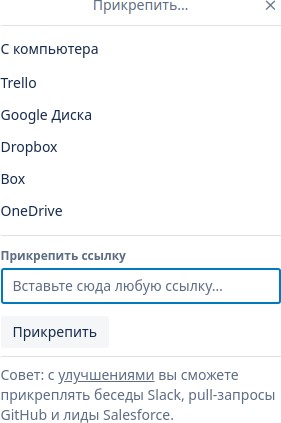 Прикрепить...
С компьютера
Trello
Google Диска
Dropbox
Box
OneDrive
Прикрепить ссылку
Вставьте сюда любую ссылку...
Прикрепить
Совет: с улучшениями вы сможете
прикреплять беседы Slack, pull-запросы
GitHub и лиды Salesforce.